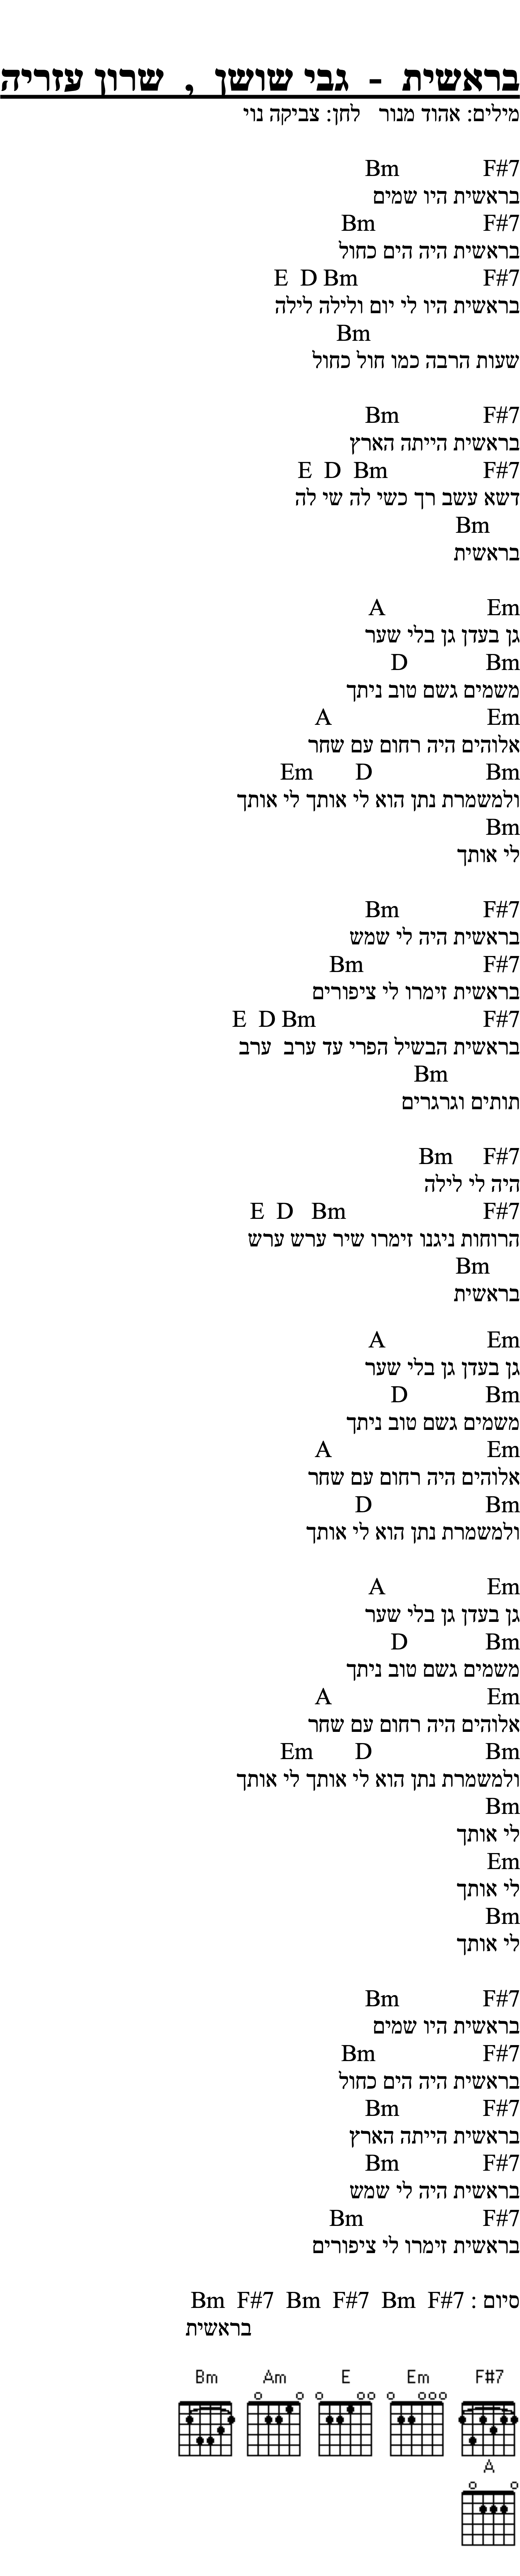 בראשית - גבי שושן , שרון עזריה
מילים: אהוד מנור לחן: צביקה נוי
F#7 Bm
בראשית היו שמים
F#7 Bm
בראשית היה הים כחול
F#7 Bm D E
בראשית היו לי יום ולילה לילה
Bm
שעות הרבה כמו חול כחול
F#7 Bm
בראשית הייתה הארץ
F#7 Bm D E
דשא עשב רך כשי לה שי לה
Bm
בראשית
Em A
גן בעדן גן בלי שער
Bm D
משמים גשם טוב ניתך
Em A
אלוהים היה רחום עם שחר
Bm D Em
ולמשמרת נתן הוא לי אותך לי אותך
Bm
לי אותך
F#7 Bm
בראשית היה לי שמש
F#7 Bm
בראשית זימרו לי ציפורים
F#7 Bm D E
בראשית הבשיל הפרי עד ערב ערב
Bm
תותים וגרגרים
F#7 Bm
היה לי לילה
F#7 Bm D E
הרוחות ניגנו זימרו שיר ערש ערש
Bm
בראשית
Em A
גן בעדן גן בלי שער
Bm D
משמים גשם טוב ניתך
Em A
אלוהים היה רחום עם שחר
Bm D
ולמשמרת נתן הוא לי אותך
Em A
גן בעדן גן בלי שער
Bm D
משמים גשם טוב ניתך
Em A
אלוהים היה רחום עם שחר
Bm D Em
ולמשמרת נתן הוא לי אותך לי אותך
Bm
לי אותך
Em
לי אותך
Bm
לי אותך
F#7 Bm
בראשית היו שמים
F#7 Bm
בראשית היה הים כחול
F#7 Bm
בראשית הייתה הארץ
F#7 Bm
בראשית היה לי שמש
F#7 Bm
בראשית זימרו לי ציפורים
סיום : F#7 Bm F#7 Bm F#7 Bm
בראשית
F#7 Em E Am Bm
A